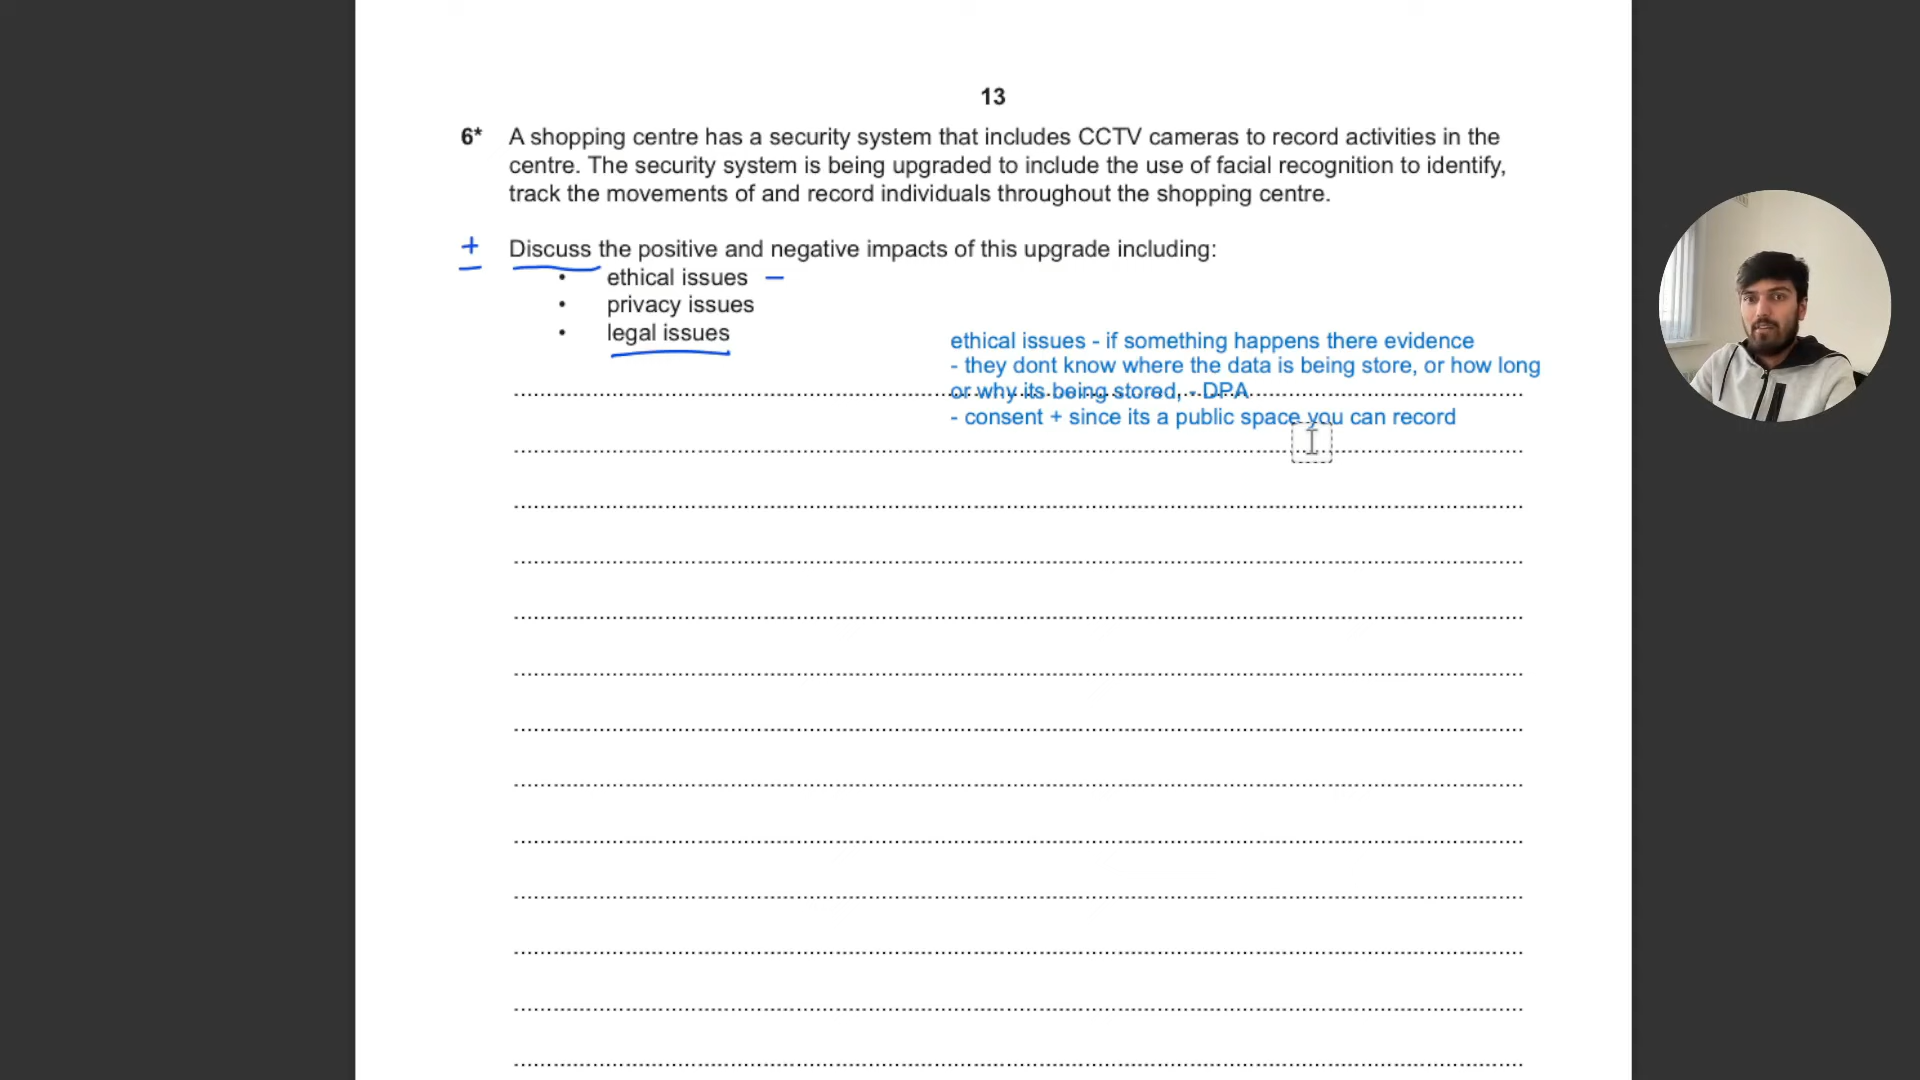 13
6* A shopping centre has a security system that includes CCTV cameras to record activities in the
centre. The security system is being upgraded to include the use of facial recognition to identify,
track the movements of and record individuals throughout the shopping centre.
+ Discuss the positive and negative impacts of this upgrade including:
• ethical issues –
• privacy issues
• legal issues
ethical issues - if something happens there evidence
- they dont know where the data is being store, or how long
or why its being stored, - DPA
- consent + since its a public space you can record